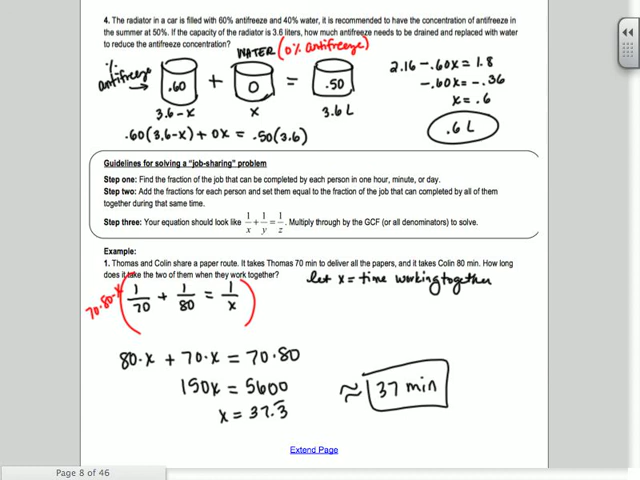 4. The radiator in a car is filled with 60% antifreeze and 40% water, it is recommended to have the concentration of antifreeze in
the summer at 50%. If the capacity of the radiator is 3.6 liters, how much antifreeze needs to be drained and replaced with water
to reduce the antifreeze concentration?
WATER (0% antifreeze)
% antifreeze → .60 + 0 = .50
3.6-x x 3.6 L
.60(3.6-x) + 0x = .50(3.6)
2.16 - .60x = 1.8
-.60x = -.36
x = .6
.6 L
Guidelines for solving a "job-sharing" problem
Step one: Find the fraction of the job that can be completed by each person in one hour, minute, or day.
Step two: Add the fractions for each person and set them equal to the fraction of the job that can completed by all of them
together during that same time.
Step three: Your equation should look like 1/x + 1/y = 1/z. Multiply through by the GCF (or all denominators) to solve.
Example:
1. Thomas and Colin share a paper route. It takes Thomas 70 min to deliver all the papers, and it takes Colin 80 min. How long
does it take the two of them when they work together?
let x = time working together
70·80·x (1/70 + 1/80 = 1/x)
80·x + 70·x = 70·80
150x = 5600
x = 37.3̄
≈ 37 min
Extend Page
Page 8 of 46